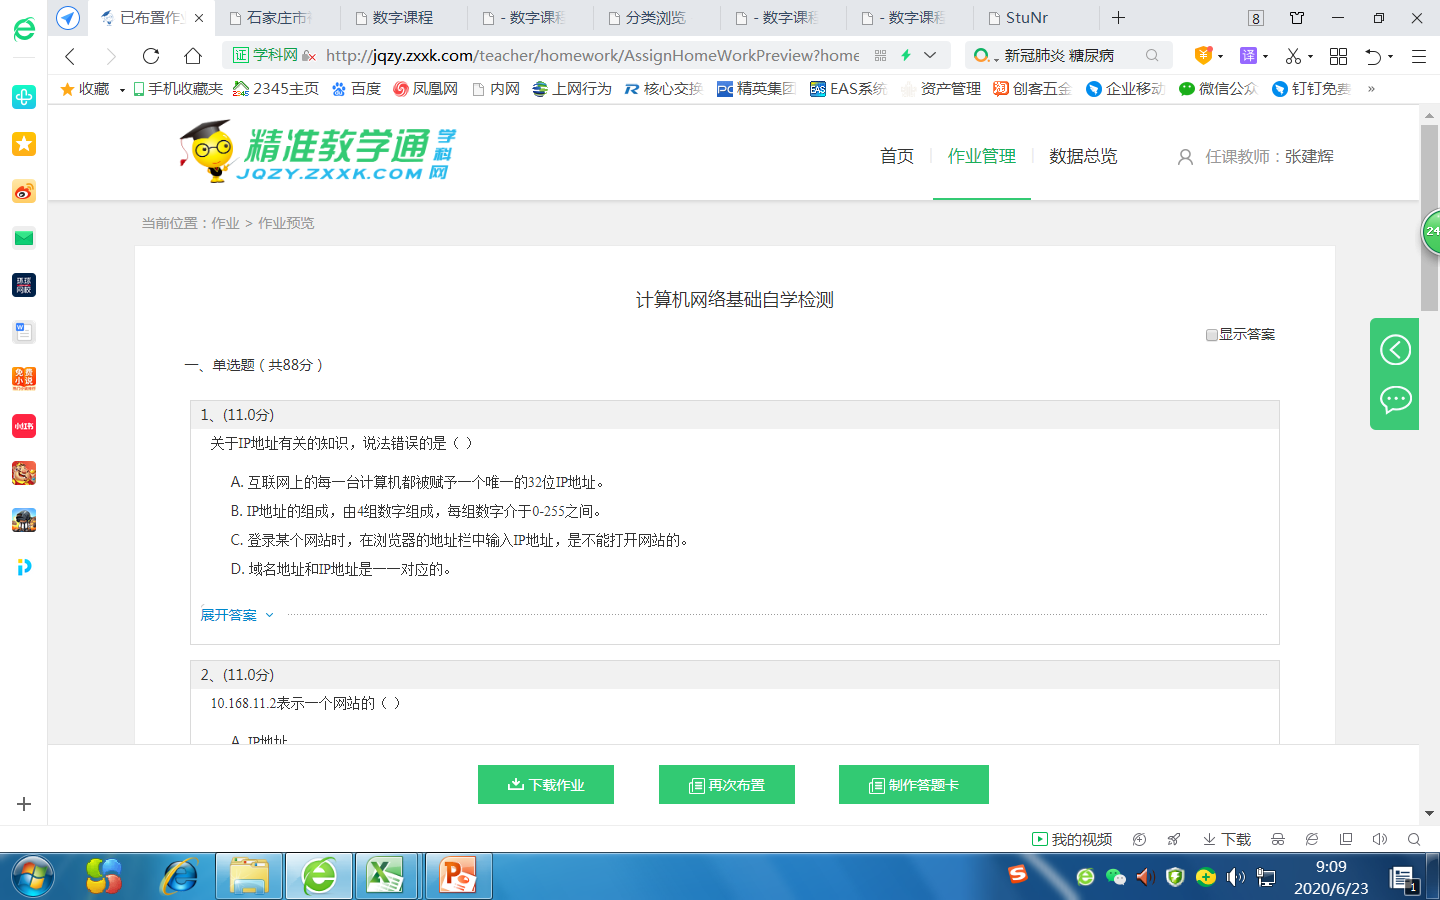 已布置作
石家庄市
数字课程
- 数字课程
分类浏览
- 数字课程
- 数字课程
StuNr
8
证 学科网
http://jqzy.zxxk.com/teacher/homework/AssignHomeWorkPreview?home
新冠肺炎 糖尿病
译
收藏
手机收藏夹
2345主页
百度
凤凰网
内网
上网行为
核心交换
精英集团
EAS系统
资产管理
创客五金
企业移动
微信公众
钉钉免费
»
精准教学通
学科网
JQZY.ZXXK.COM
首页
作业管理
数据总览
任课教师：张建辉
当前位置：作业 > 作业预览
24
计算机网络基础自学检测
显示答案
一、单选题（共88分）
1、(11.0分)
关于IP地址有关的知识，说法错误的是（ ）
A. 互联网上的每一台计算机都被赋予一个唯一的32位IP地址。
B. IP地址的组成，由4组数字组成，每组数字介于0-255之间。
C. 登录某个网站时，在浏览器的地址栏中输入IP地址，是不能打开网站的。
D. 域名地址和IP地址是一一对应的。
展开答案
2、(11.0分)
10.168.11.2表示一个网站的（ ）
A. IP地址
下载作业
再次布置
制作答题卡
我的视频
下载
9:09
2020/6/23
1